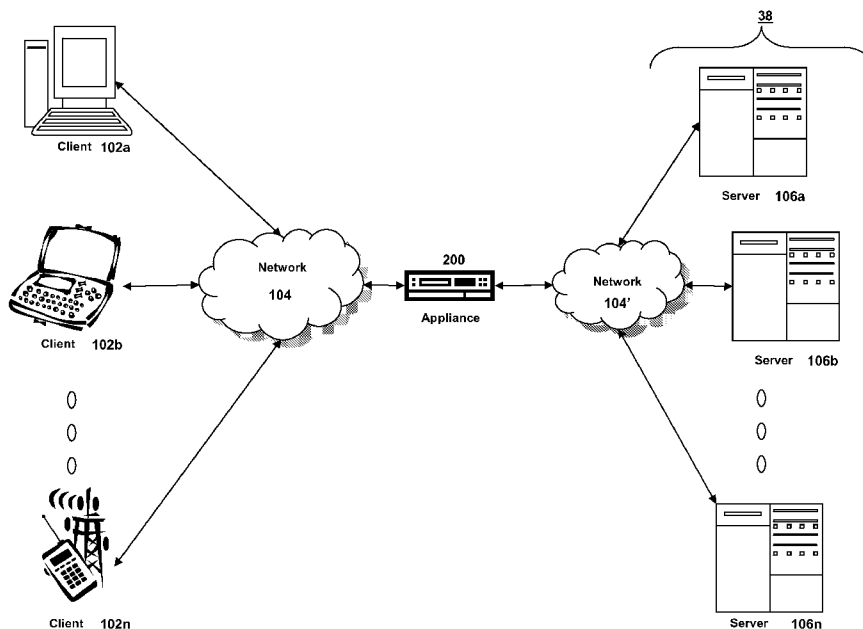 38
Client 102a
Server 106a
Network
104
200
Appliance
Network
104'
Client 102b
Server 106b
Client 102n
Server 106n